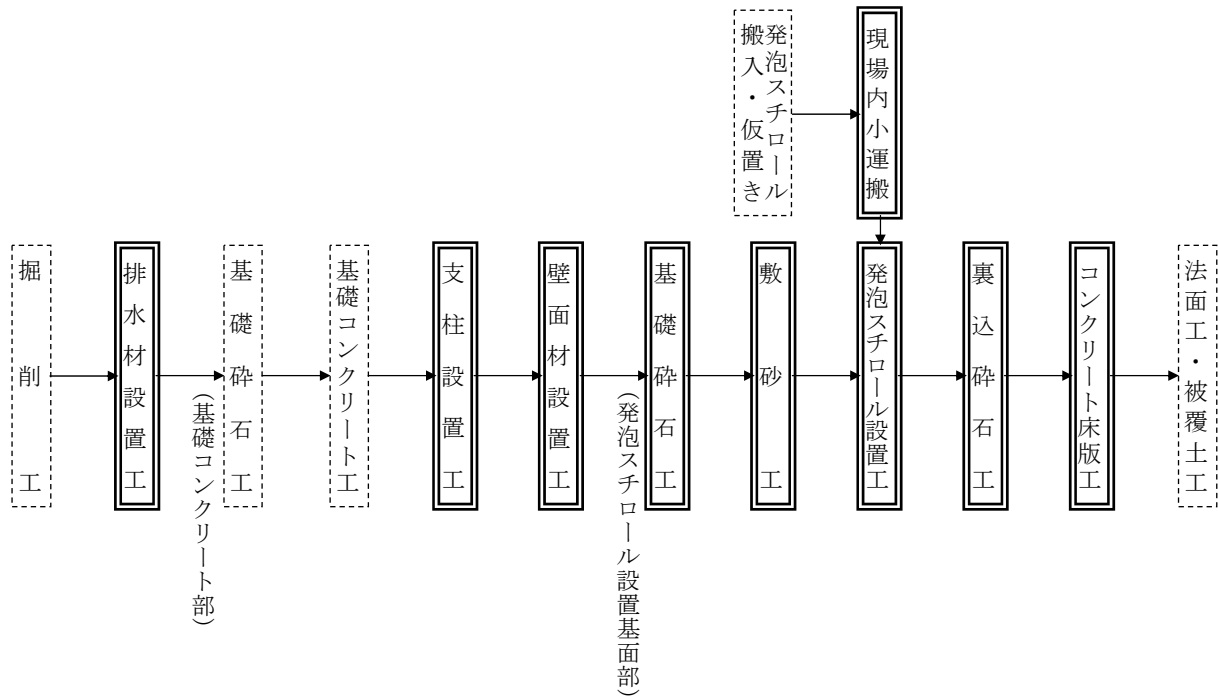 発泡スチロール
搬入・仮置き
現場内小運搬
掘削工
排水材設置工
基礎砕石工
(基礎コンクリート部)
基礎コンクリート工
支柱設置工
壁面材設置工
基礎砕石工
(発泡スチロール設置基面部)
敷砂工
発泡スチロール設置工
裏込砕石工
コンクリート床版工
法面工・被覆土工